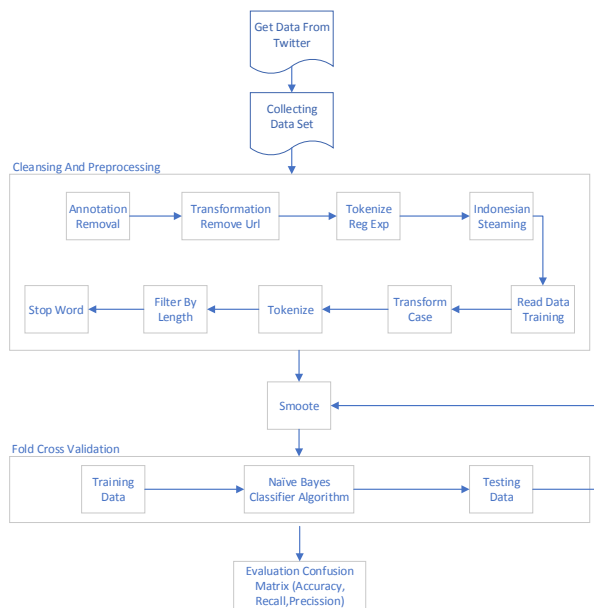 Get Data From
Twitter
Collecting
Data Set
Cleansing And Preprocessing
Annotation
Removal
Transformation
Remove Url
Tokenize
Reg Exp
Indonesian
Steaming
Stop Word
Filter By
Length
Tokenize
Transform
Case
Read Data
Training
Smoote
Fold Cross Validation
Training
Data
Naïve Bayes
Classifier Algorithm
Testing
Data
Evaluation Confusion
Matrix (Accuracy,
Recall,Precission)